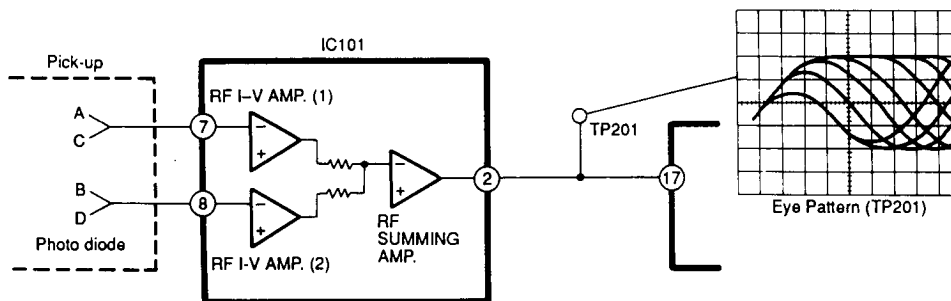 IC101
Pick-up
RF I–V AMP. (1)
A
C
7
TP201
B
D
8
2
17
Photo diode
RF I-V AMP. (2)
RF
SUMMING
AMP.
Eye Pattern (TP201)